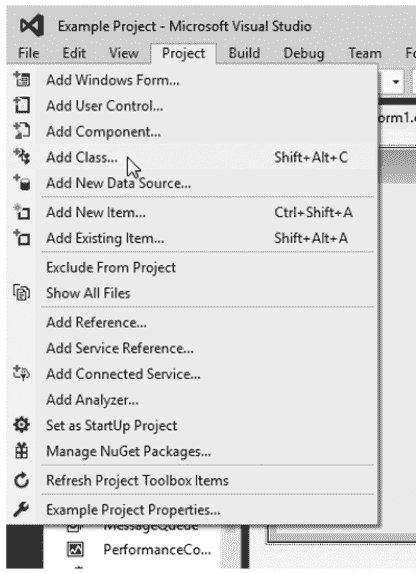 Example Project - Microsoft Visual Studio
File Edit View Project Build Debug Team
orm1.
Add Windows Form...
Add User Control...
Add Component...
Add Class... Shift+Alt+C
Add New Data Source...
Add New Item... Ctrl+Shift+A
Add Existing Item... Shift+Alt+A
Exclude From Project
Show All Files
Add Reference...
Add Service Reference...
Add Connected Service...
Add Analyzer...
Set as StartUp Project
Manage NuGet Packages...
Refresh Project Toolbox Items
Example Project Properties...
MessageQueue
PerformanceCo...